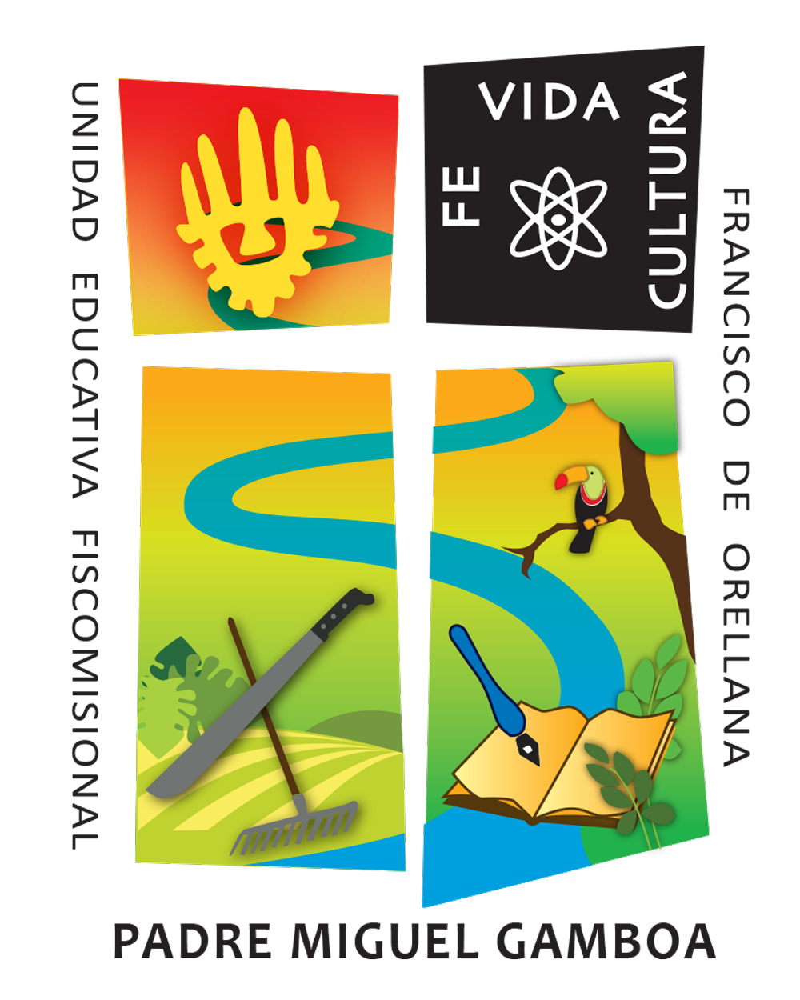 UNIDAD EDUCATIVA FISCOMISIONAL
VIDA
FE
CULTURA
FRANCISCO DE ORELLANA
PADRE MIGUEL GAMBOA